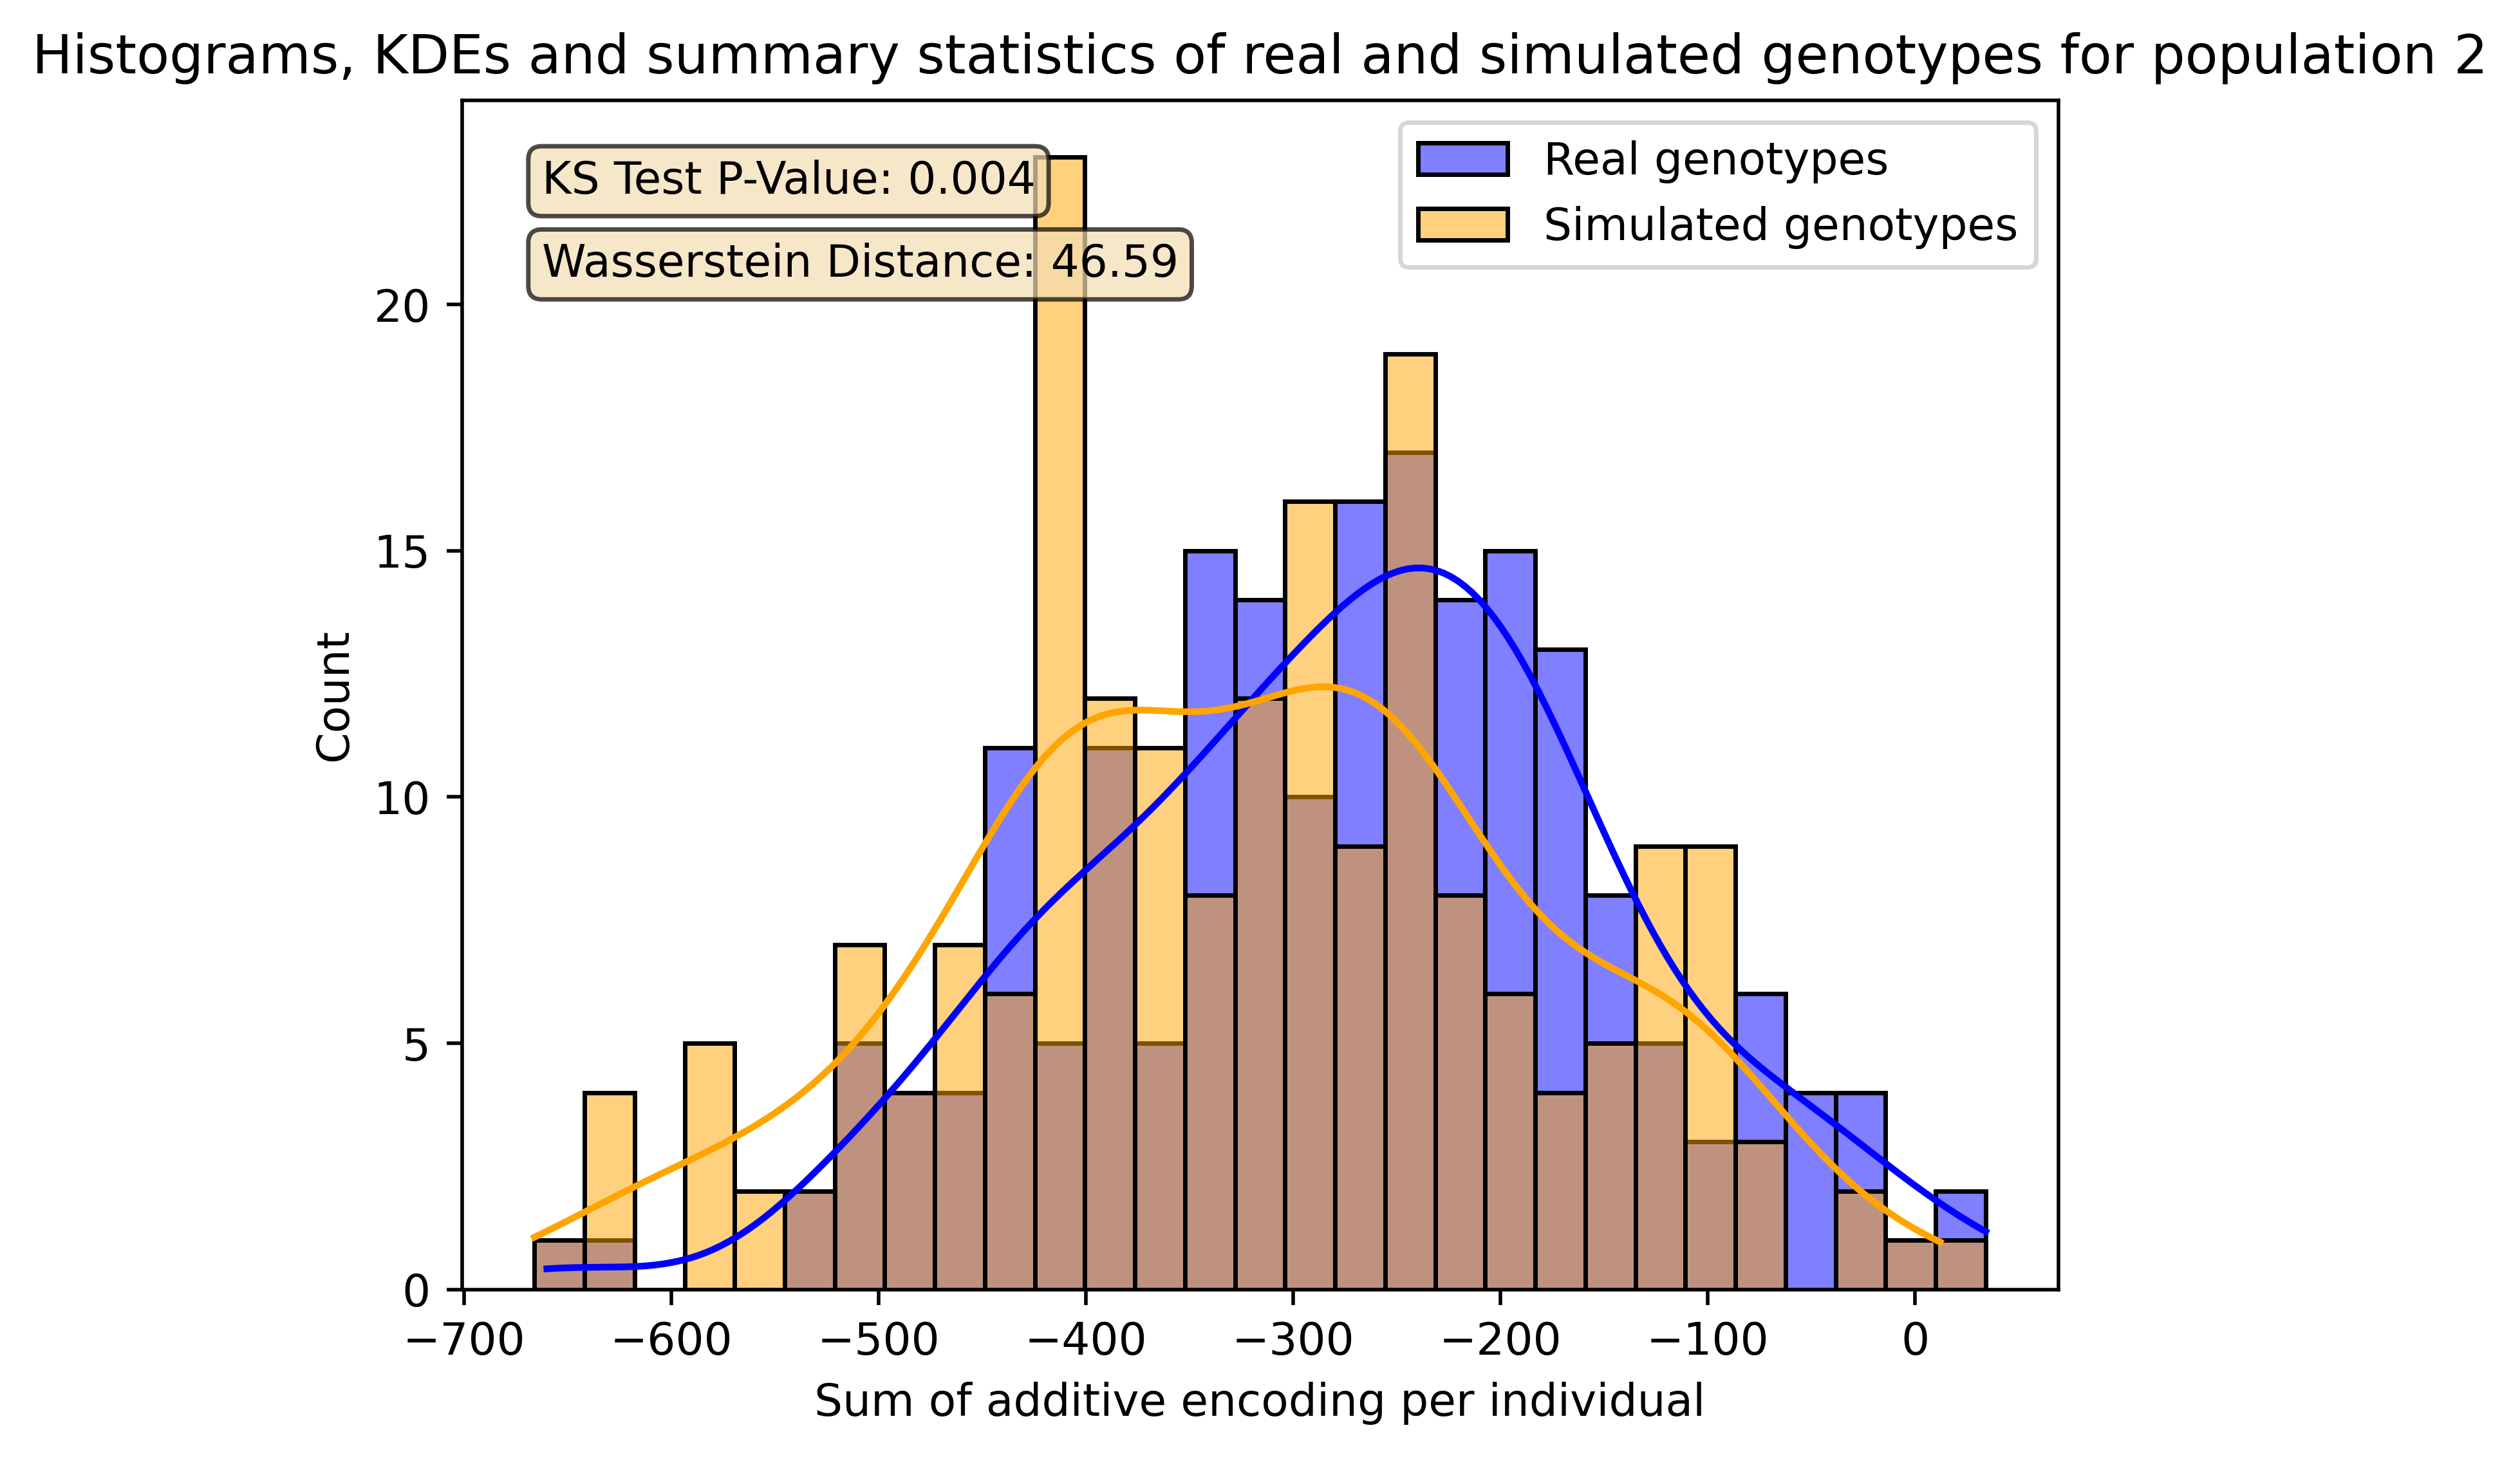 Histograms, KDEs and summary statistics of real and simulated genotypes for population 2
KS Test P-Value: 0.004
Wasserstein Distance: 46.59
Real genotypes
Simulated genotypes
Count
20
15
10
5
0
−700 −600 −500 −400 −300 −200 −100 0
Sum of additive encoding per individual